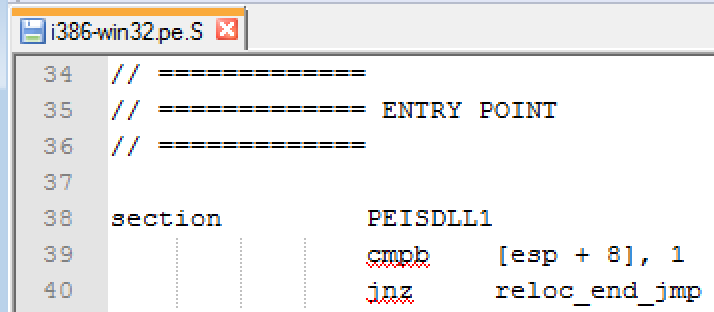 i386-win32.pe.S
34 // =============
35 // ============= ENTRY POINT
36 // =============
37
38 section PEISDLL1
39 cmpb [esp + 8], 1
40 jnz reloc_end_jmp